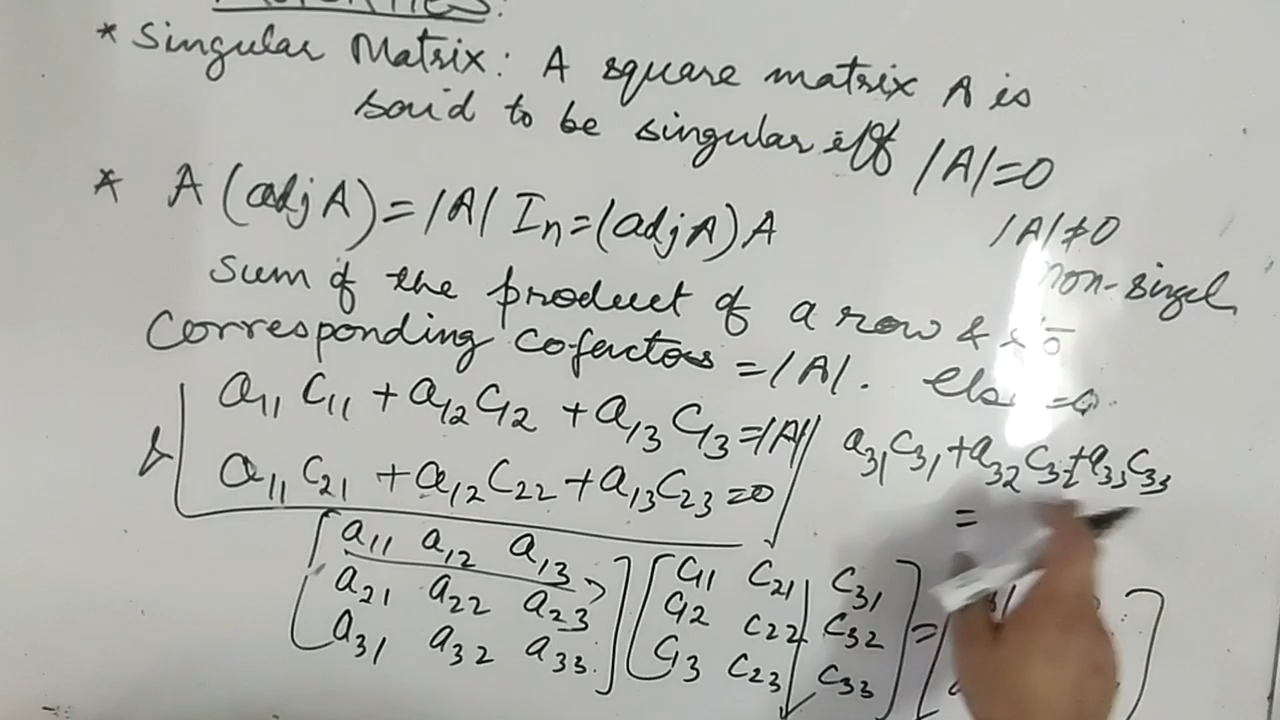 * Singular Matrix: A square matrix A is
said to be singular iff |A|=0
* A (adj A) = |A| In = (adj A) A
|A| ≠ 0
Sum of the product of a row &
Corresponding cofactors = |A|. else =0
a11 C11 + a12 C12 + a13 C13 = |A|
a11 C21 + a12 C22 + a13 C23 = 0
a31 C31 + a32 C32 + a33 C33
=
[a11 a12 a13] [C11 C21 C31] =
a21 a22 a23 C12 C22 C32
a31 a32 a33 C13 C23 C33